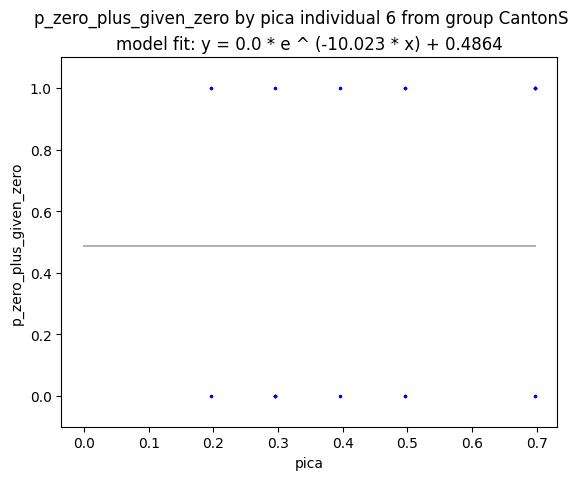 p_zero_plus_given_zero by pica individual 6 from group CantonS
model fit: y = 0.0 * e ^ (-10.023 * x) + 0.4864
p_zero_plus_given_zero
1.0
0.8
0.6
0.4
0.2
0.0
0.0 0.1 0.2 0.3 0.4 0.5 0.6 0.7
pica